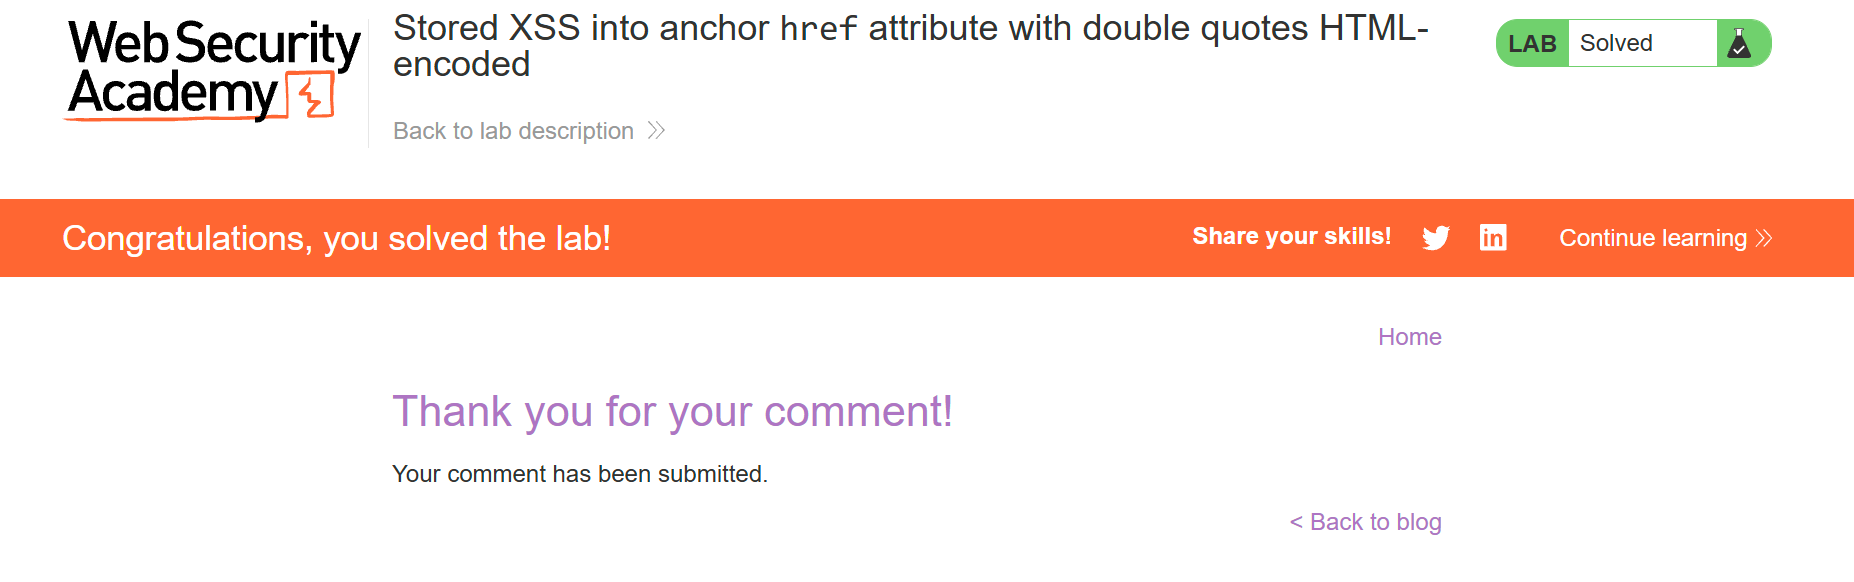 Web Security
Academy
Stored XSS into anchor href attribute with double quotes HTML-
encoded
Back to lab description
LAB Solved
Congratulations, you solved the lab!
Share your skills!
in
Continue learning
Home
Thank you for your comment!
Your comment has been submitted.
< Back to blog